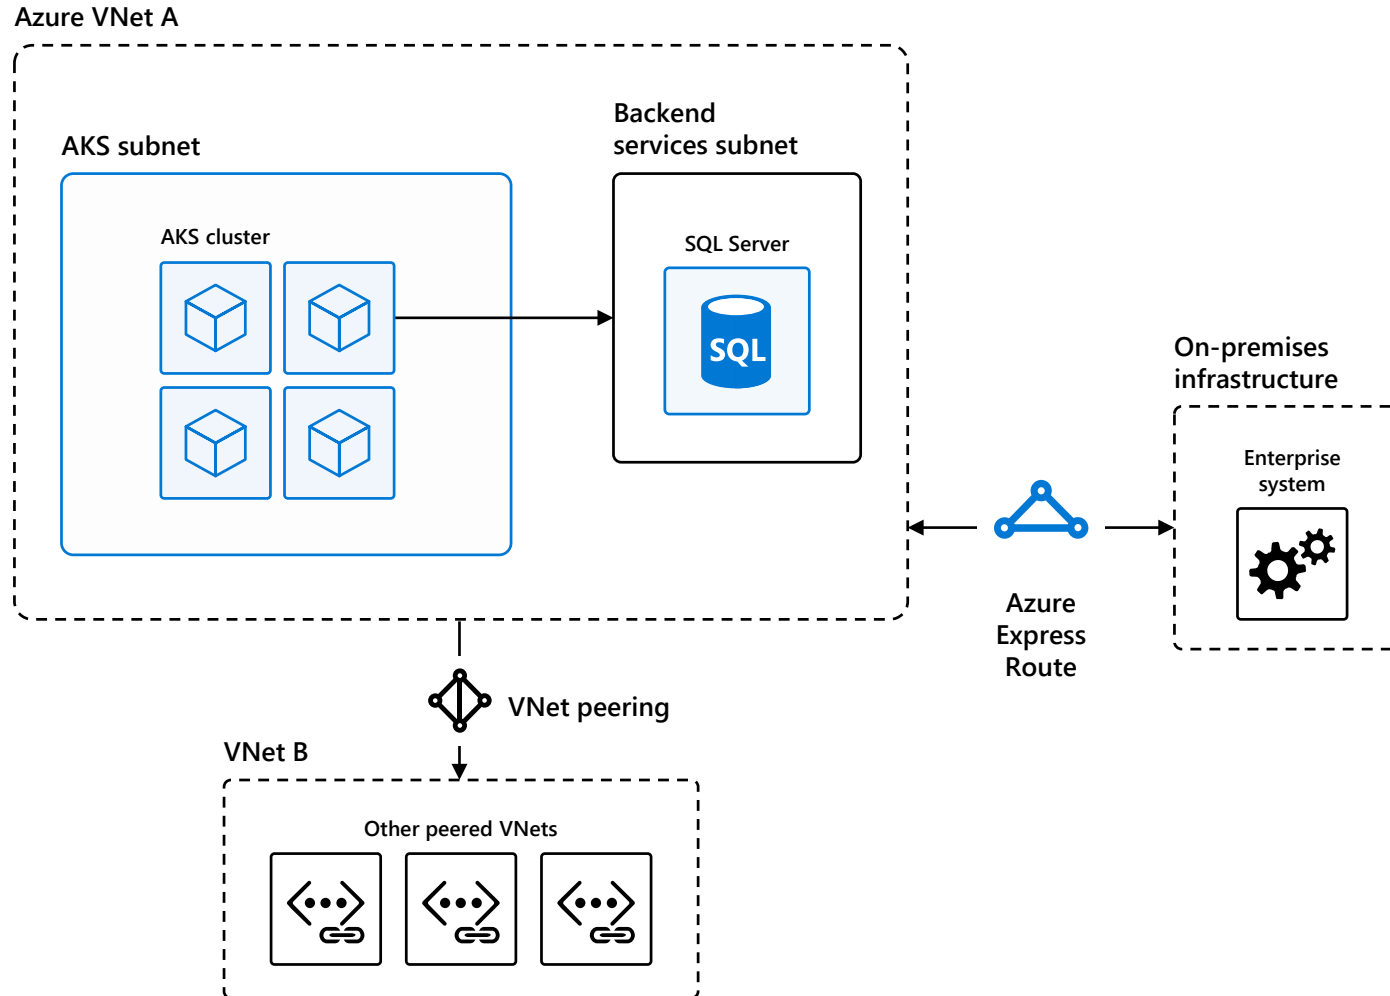 Azure VNet A
Backend
services subnet
AKS subnet
AKS cluster
SQL Server
SQL
On-premises
infrastructure
Enterprise
system
Azure
Express
Route
VNet peering
VNet B
Other peered VNets